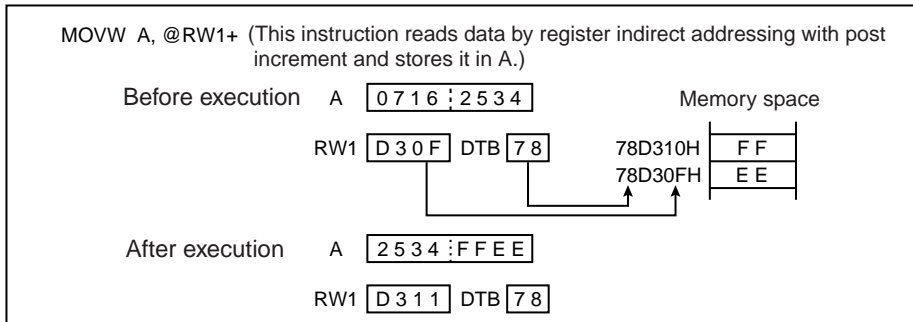 MOVW A, @RW1+ (This instruction reads data by register indirect addressing with post
increment and stores it in A.)
Before execution A 0716 2534 Memory space
RW1 D30F DTB 78 78D310H FF
78D30FH EE
After execution A 2534 FFEE
RW1 D311 DTB 78